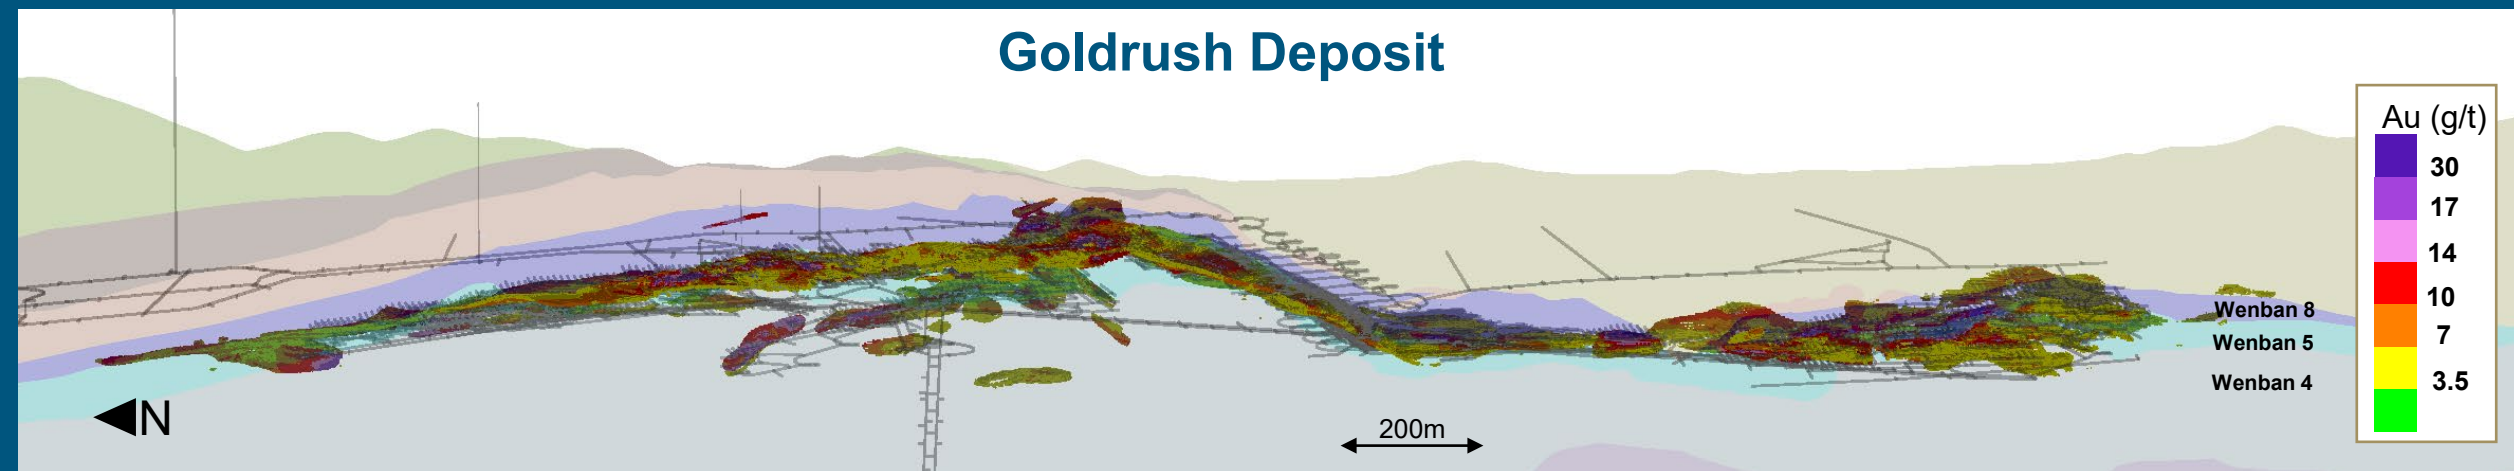 Goldrush Deposit
Au (g/t)
30
17
14
10
7
3.5
Wenban 8
Wenban 5
Wenban 4
N
200m